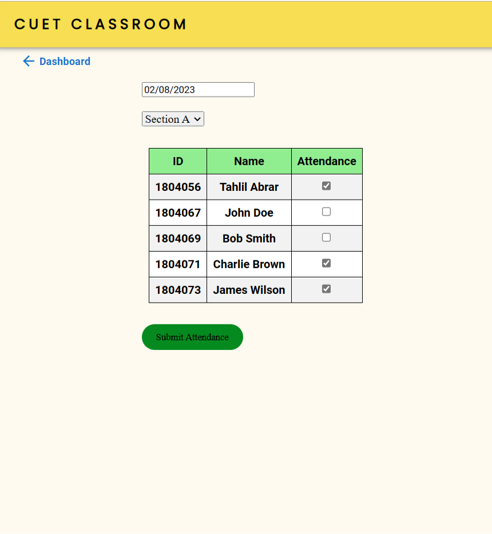 CUET CLASSROOM
Dashboard
02/08/2023
Section A
ID Name Attendance
1804056 Tahlil Abrar
1804067 John Doe
1804069 Bob Smith
1804071 Charlie Brown
1804073 James Wilson
Submit Attendance